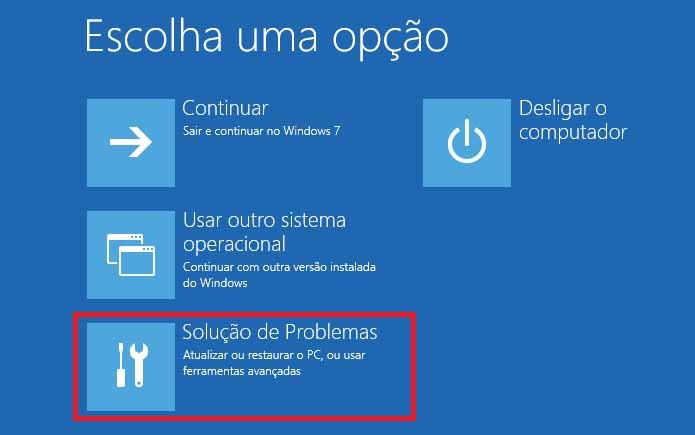 Escolha uma opção
Continuar
Sair e continuar no Windows 7
Usar outro sistema
operacional
Continuar com outra versão instalada
do Windows
Solução de Problemas
Atualizar ou restaurar o PC, ou usar
ferramentas avançadas
Desligar o
computador